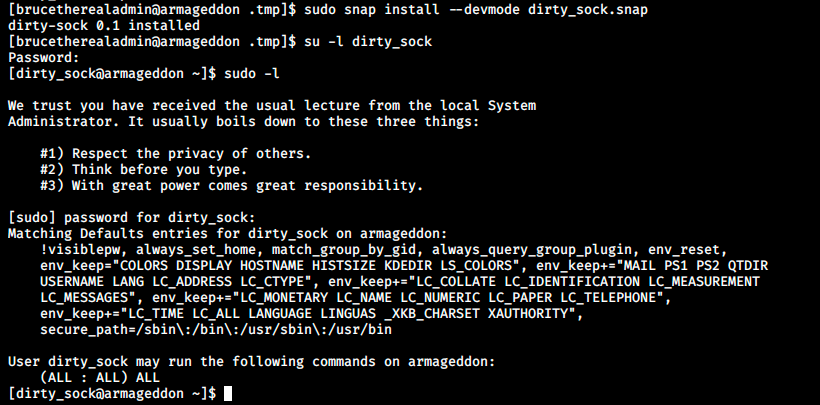 [brucetherealadmin@armageddon .tmp]$ sudo snap install --devmode dirty_sock.snap
dirty-sock 0.1 installed
[brucetherealadmin@armageddon .tmp]$ su -l dirty_sock
Password:
[dirty_sock@armageddon ~]$ sudo -l

We trust you have received the usual lecture from the local System
Administrator. It usually boils down to these three things:

    #1) Respect the privacy of others.
    #2) Think before you type.
    #3) With great power comes great responsibility.

[sudo] password for dirty_sock:
Matching Defaults entries for dirty_sock on armageddon:
    !visiblepw, always_set_home, match_group_by_gid, always_query_group_plugin, env_reset,
    env_keep="COLORS DISPLAY HOSTNAME HISTSIZE KDEDIR LS_COLORS", env_keep+="MAIL PS1 PS2 QTDIR
    USERNAME LANG LC_ADDRESS LC_CTYPE", env_keep+="LC_COLLATE LC_IDENTIFICATION LC_MEASUREMENT
    LC_MESSAGES", env_keep+="LC_MONETARY LC_NAME LC_NUMERIC LC_PAPER LC_TELEPHONE",
    env_keep+="LC_TIME LC_ALL LANGUAGE LINGUAS _XKB_CHARSET XAUTHORITY",
    secure_path=/sbin\:/bin\:/usr/sbin\:/usr/bin

User dirty_sock may run the following commands on armageddon:
    (ALL : ALL) ALL
[dirty_sock@armageddon ~]$